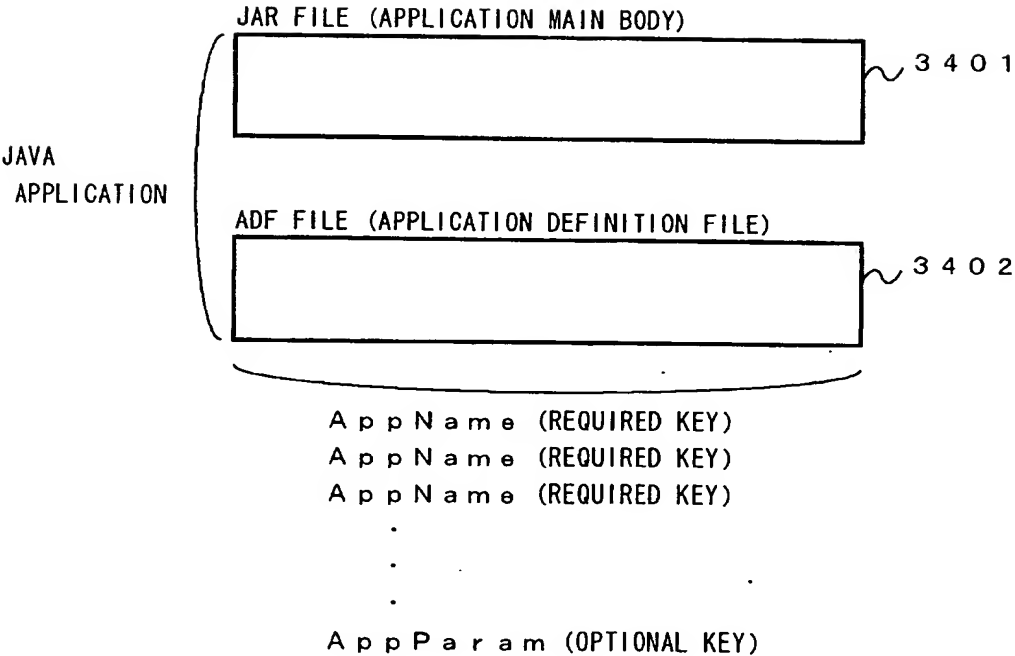 JAR FILE (APPLICATION MAIN BODY)
3401
JAVA
APPLICATION
ADF FILE (APPLICATION DEFINITION FILE)
3402
AppName (REQUIRED KEY)
AppName (REQUIRED KEY)
AppName (REQUIRED KEY)
.
.
.
AppParam (OPTIONAL KEY)